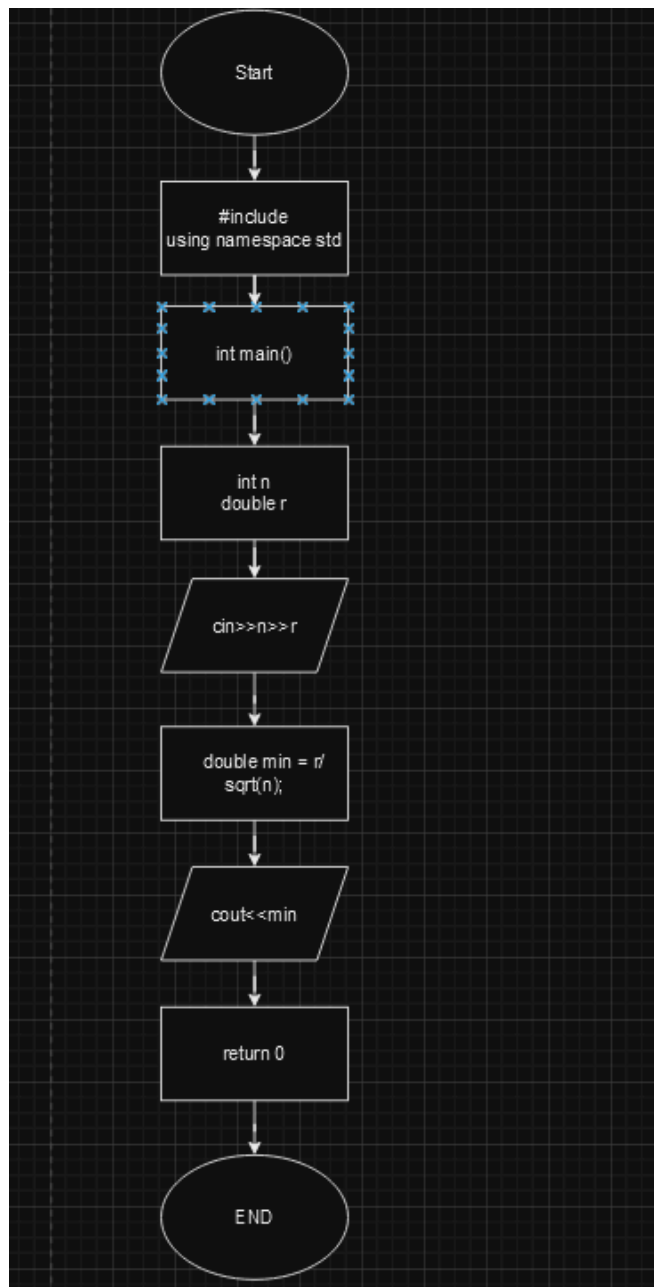 Start
#include
using namespace std
int main()
int n
double r
cin>>n>>r
double min = r/
sqrt(n);
cout<<min
return 0
END